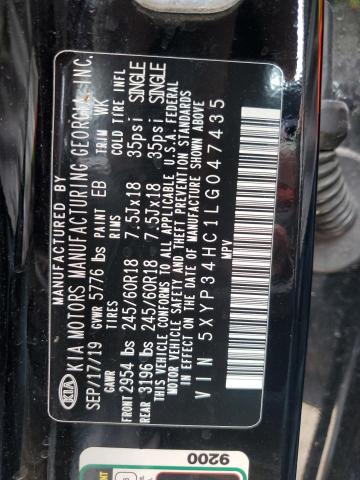 MANUFACTURED BY
KIA KIA MOTORS MANUFACTURING GEORGIA, INC.
SEP/17/19 GVWR 5776 lbs PAINT EB TRIM WK
GAWR TIRES RIMS COLD TIRE INFL
FRONT 2954 lbs 245/60R18 7.5Jx18 35psi SINGLE
REAR 3196 lbs 245/60R18 7.5Jx18 35psi SINGLE
THIS VEHICLE CONFORMS TO ALL APPLICABLE U.S.A. FEDERAL
MOTOR VEHICLE SAFETY AND THEFT PREVENTION STANDARDS
IN EFFECT ON THE DATE OF MANUFACTURE SHOWN ABOVE
VIN 5XYP34HC1LG047435
MPV
9200